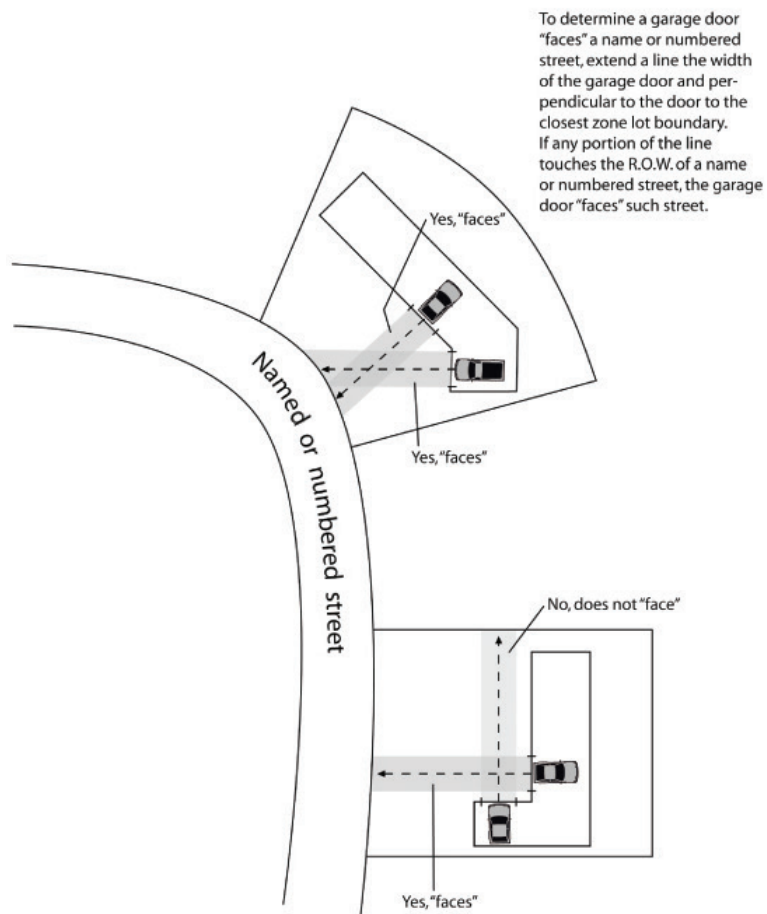 To determine a garage door
“faces” a name or numbered
street, extend a line the width
of the garage door and per-
pendicular to the door to the
closest zone lot boundary.
If any portion of the line
touches the R.O.W. of a name
or numbered street, the garage
door “faces” such street.
Yes, “faces”
Yes, “faces”
Named or numbered street
No, does not “face”
Yes, “faces”